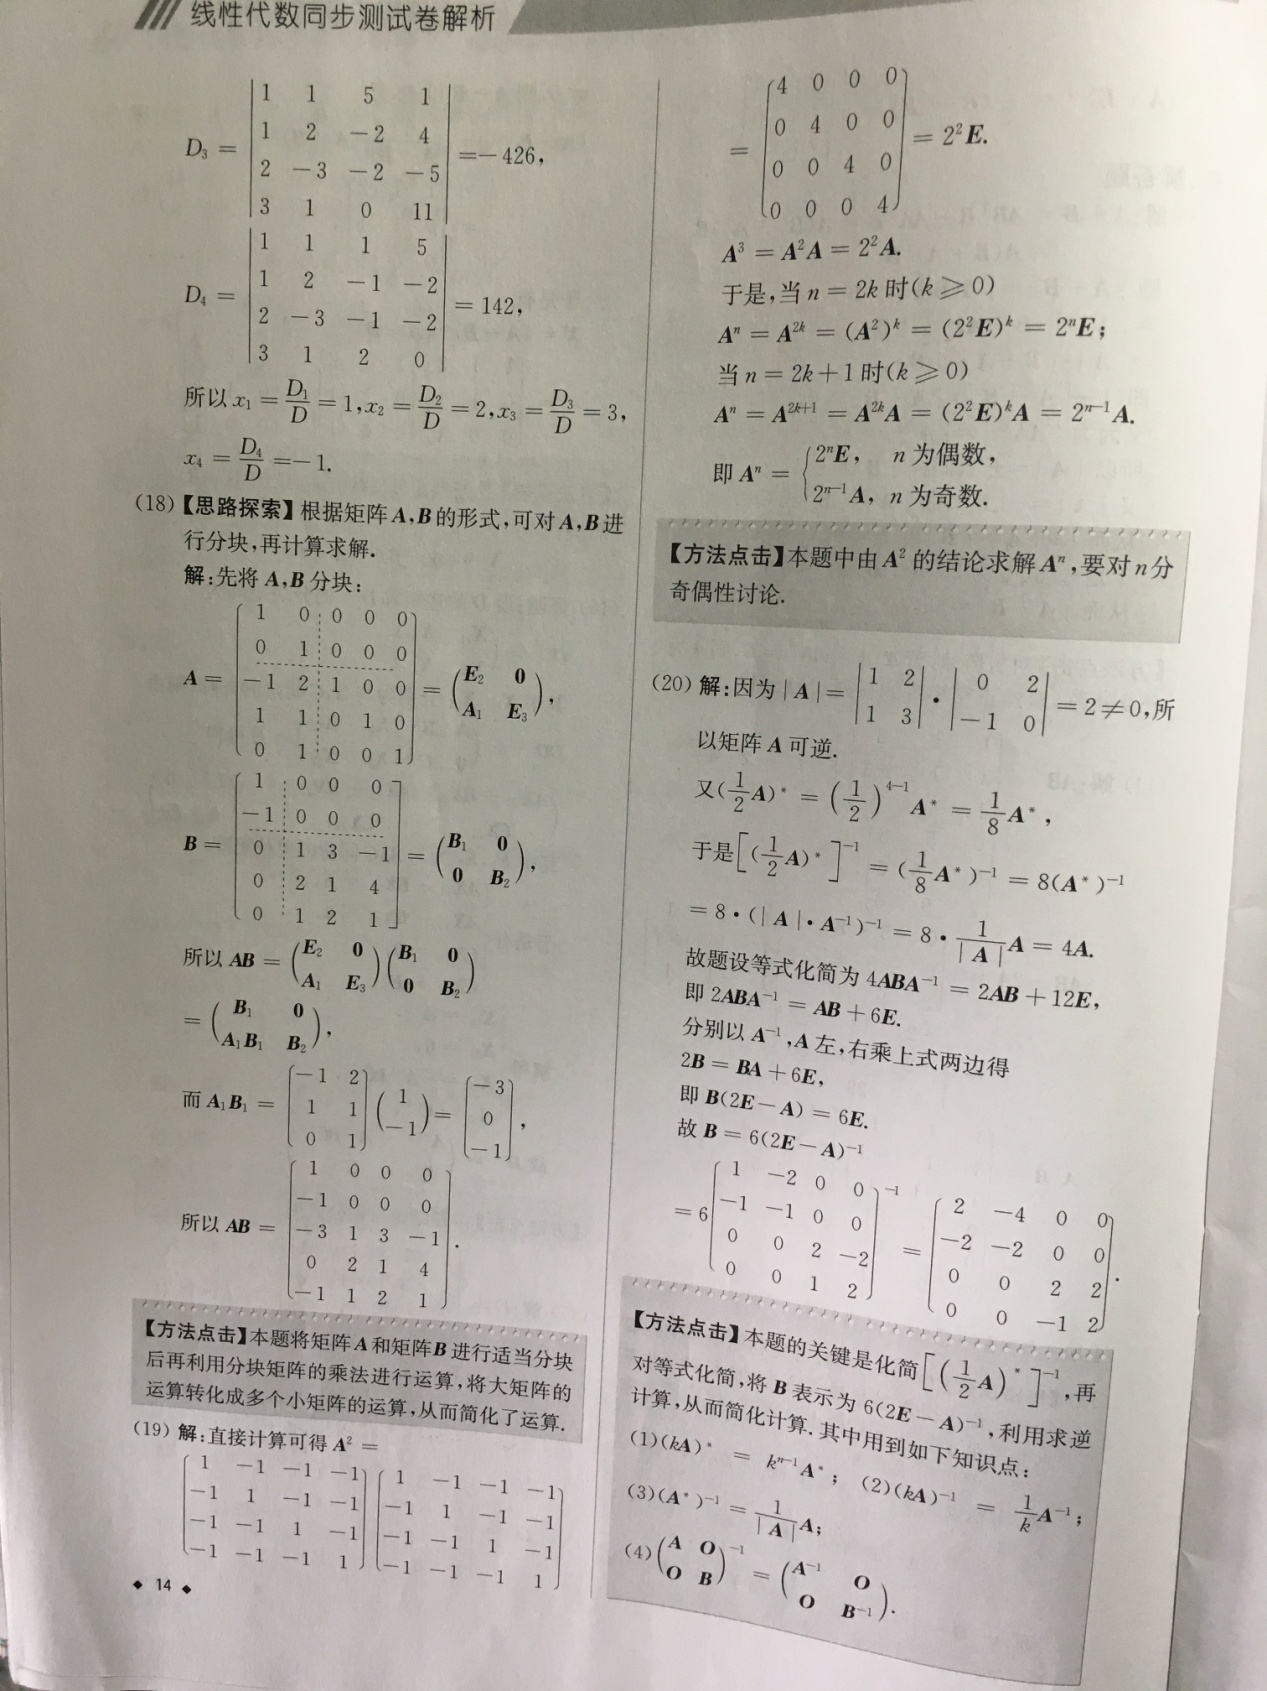 线性代数同步测试卷解析
D₃ =
1 1 5 1
1 2 −2 4
2 −3 −2 −5
3 1 0 11
=− 426,
D₄ =
1 1 1 5
1 2 −1 −2
2 −3 −1 −2
3 1 2 0
= 142,
所以 x₁ = D₁/D = 1,x₂ = D₂/D = 2,x₃ = D₃/D = 3,
x₄ = D₄/D =− 1.
(18)【思路探索】根据矩阵 A,B 的形式,可对 A,B 进
行分块,再计算求解.
解:先将 A,B 分块:
A =
1 0 0 0 0
0 1 0 0 0
−1 2 1 0 0
1 1 0 1 0
0 1 0 0 1
= (E₂ 0
A₁ E₃),
B =
1 0 0 0
−1 0 0 0
0 1 3 −1
0 2 1 4
0 1 2 1
= (B₁ 0
0 B₂),
所以 AB = (E₂ 0
A₁ E₃)(B₁ 0
0 B₂)
= (B₁ 0
A₁B₁ B₂),
而 A₁B₁ =
(−1 2
1 1
0 1)
(1
−1) =
(−3
0
−1),
所以 AB =
1 0 0 0
−1 0 0 0
−3 1 3 −1
0 2 1 4
−1 1 2 1
.
【方法点击】本题将矩阵 A 和矩阵 B 进行适当分块
后再利用分块矩阵的乘法进行运算,将大矩阵的
运算转化成多个小矩阵的运算,从而简化了运算.
(19) 解:直接计算可得 A² =
1 −1 −1 −1 1 −1 −1 −1
−1 1 −1 −1 −1 1 −1 −1
−1 −1 1 −1 −1 −1 1 −1
−1 −1 −1 1 −1 −1 −1 1
◆ 14 ◆
=
4 0 0 0
0 4 0 0
0 0 4 0
0 0 0 4
= 2²E.
A³ = A²A = 2²A.
于是,当 n = 2k 时(k ⩾ 0)
Aⁿ = A²ᵏ = (A²)ᵏ = (2²E)ᵏ = 2ⁿE;
当 n = 2k + 1 时(k ⩾ 0)
Aⁿ = A²ᵏ⁺¹ = A²ᵏA = (2²E)ᵏA = 2ⁿ⁻¹A.
即 Aⁿ = {2ⁿE, n 为偶数,
2ⁿ⁻¹A, n 为奇数.
【方法点击】本题中由 A² 的结论求解 Aⁿ,要对 n 分
奇偶性讨论.
(20) 解:因为 | A | = |1 2
1 3| · |0 2
−1 0| = 2 ≠ 0,所
以矩阵 A 可逆.
又(1/2 A)* = (1/2)⁴⁻¹ A* = 1/8 A*,
于是[(1/2 A)*]⁻¹ = (1/8 A*)⁻¹ = 8(A*)⁻¹
= 8 · (| A | · A⁻¹)⁻¹ = 8 · 1/| A | A = 4A.
故题设等式化简为 4ABA⁻¹ = 2AB + 12E,
即 2ABA⁻¹ = AB + 6E.
分别以 A⁻¹,A 左,右乘上式两边得
2B = BA + 6E,
即 B(2E − A) = 6E.
故 B = 6(2E − A)⁻¹
= 6
(1 −2 0 0
−1 −1 0 0
0 0 2 −2
0 0 1 2)⁻¹
=
(2 −4 0 0
−2 −2 0 0
0 0 2 2
0 0 −1 2).
【方法点击】本题的关键是化简[(1/2 A)*]⁻¹,再
对等式化简,将 B 表示为 6(2E − A)⁻¹,利用求逆
计算,从而简化计算. 其中用到如下知识点:
(1)(kA)* = kⁿ⁻¹A*; (2)(kA)⁻¹ = 1/k A⁻¹;
(3)(A*)⁻¹ = 1/| A | A;
(4)(A O
O B)⁻¹ = (A⁻¹ O
O B⁻¹).